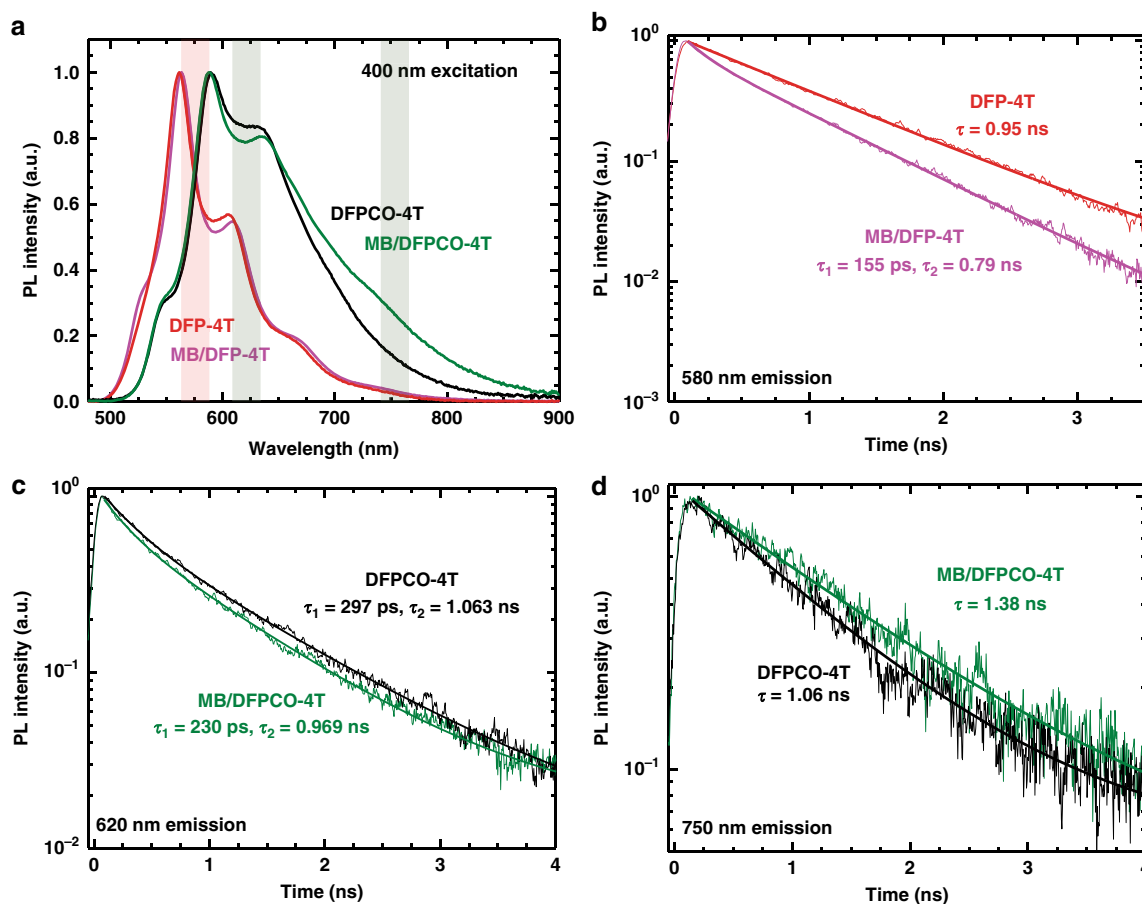 a
400 nm excitation
1.0
0.8
0.6
0.4
0.2
0.0
PL intensity (a.u.)
DFPCO-4T
MB/DFPCO-4T
DFP-4T
MB/DFP-4T
500
600
700
800
900
Wavelength (nm)
b
10⁰
10⁻¹
10⁻²
10⁻³
PL intensity (a.u.)
DFP-4T
τ = 0.95 ns
MB/DFP-4T
τ₁ = 155 ps, τ₂ = 0.79 ns
580 nm emission
0
1
2
3
Time (ns)
c
10⁰
10⁻¹
10⁻²
PL intensity (a.u.)
DFPCO-4T
τ₁ = 297 ps, τ₂ = 1.063 ns
MB/DFPCO-4T
τ₁ = 230 ps, τ₂ = 0.969 ns
620 nm emission
0
1
2
3
4
Time (ns)
d
10⁰
10⁻¹
PL intensity (a.u.)
MB/DFPCO-4T
τ = 1.38 ns
DFPCO-4T
τ = 1.06 ns
750 nm emission
0
1
2
3
4
Time (ns)